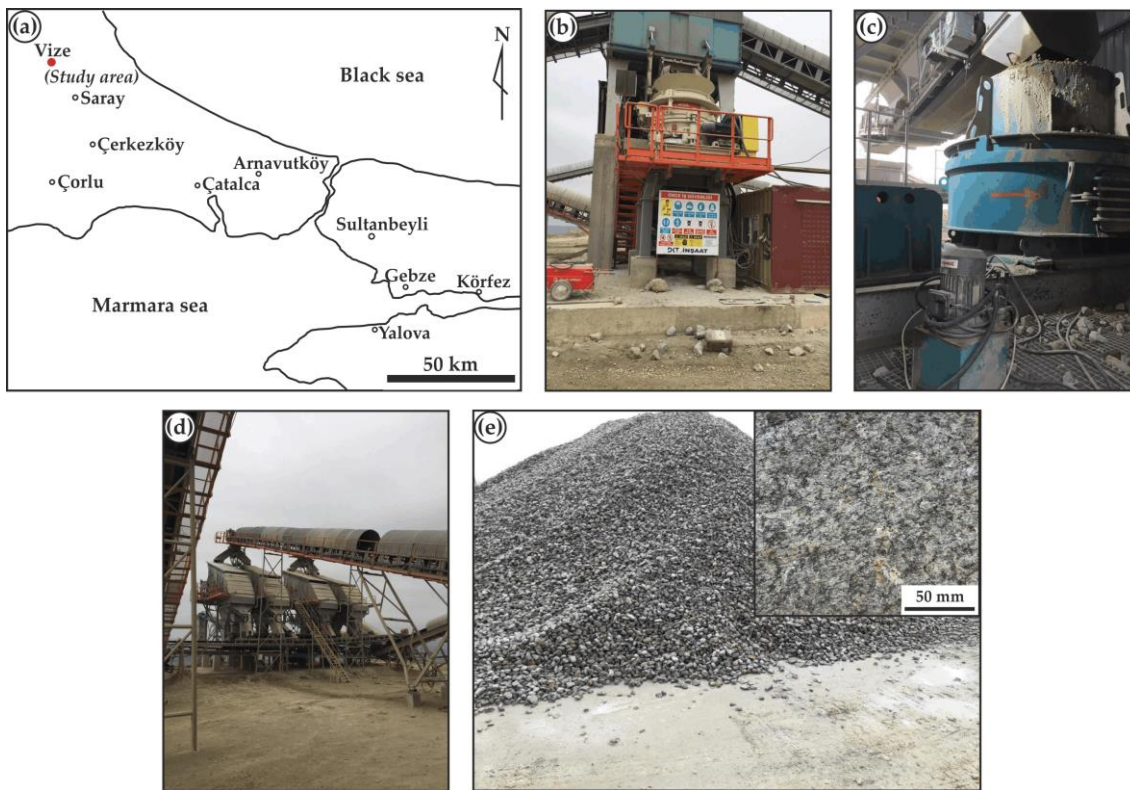 (a)
Vize
(Study area)
Saray
Çerkezköy
Çorlu
Çatalca
Arnavutköy
Black sea
N
Sultanbeyli
Gebze
Körfez
Marmara sea
Yalova
50 km
(b)
İNŞAAT
(c)
(d)
(e)
50 mm